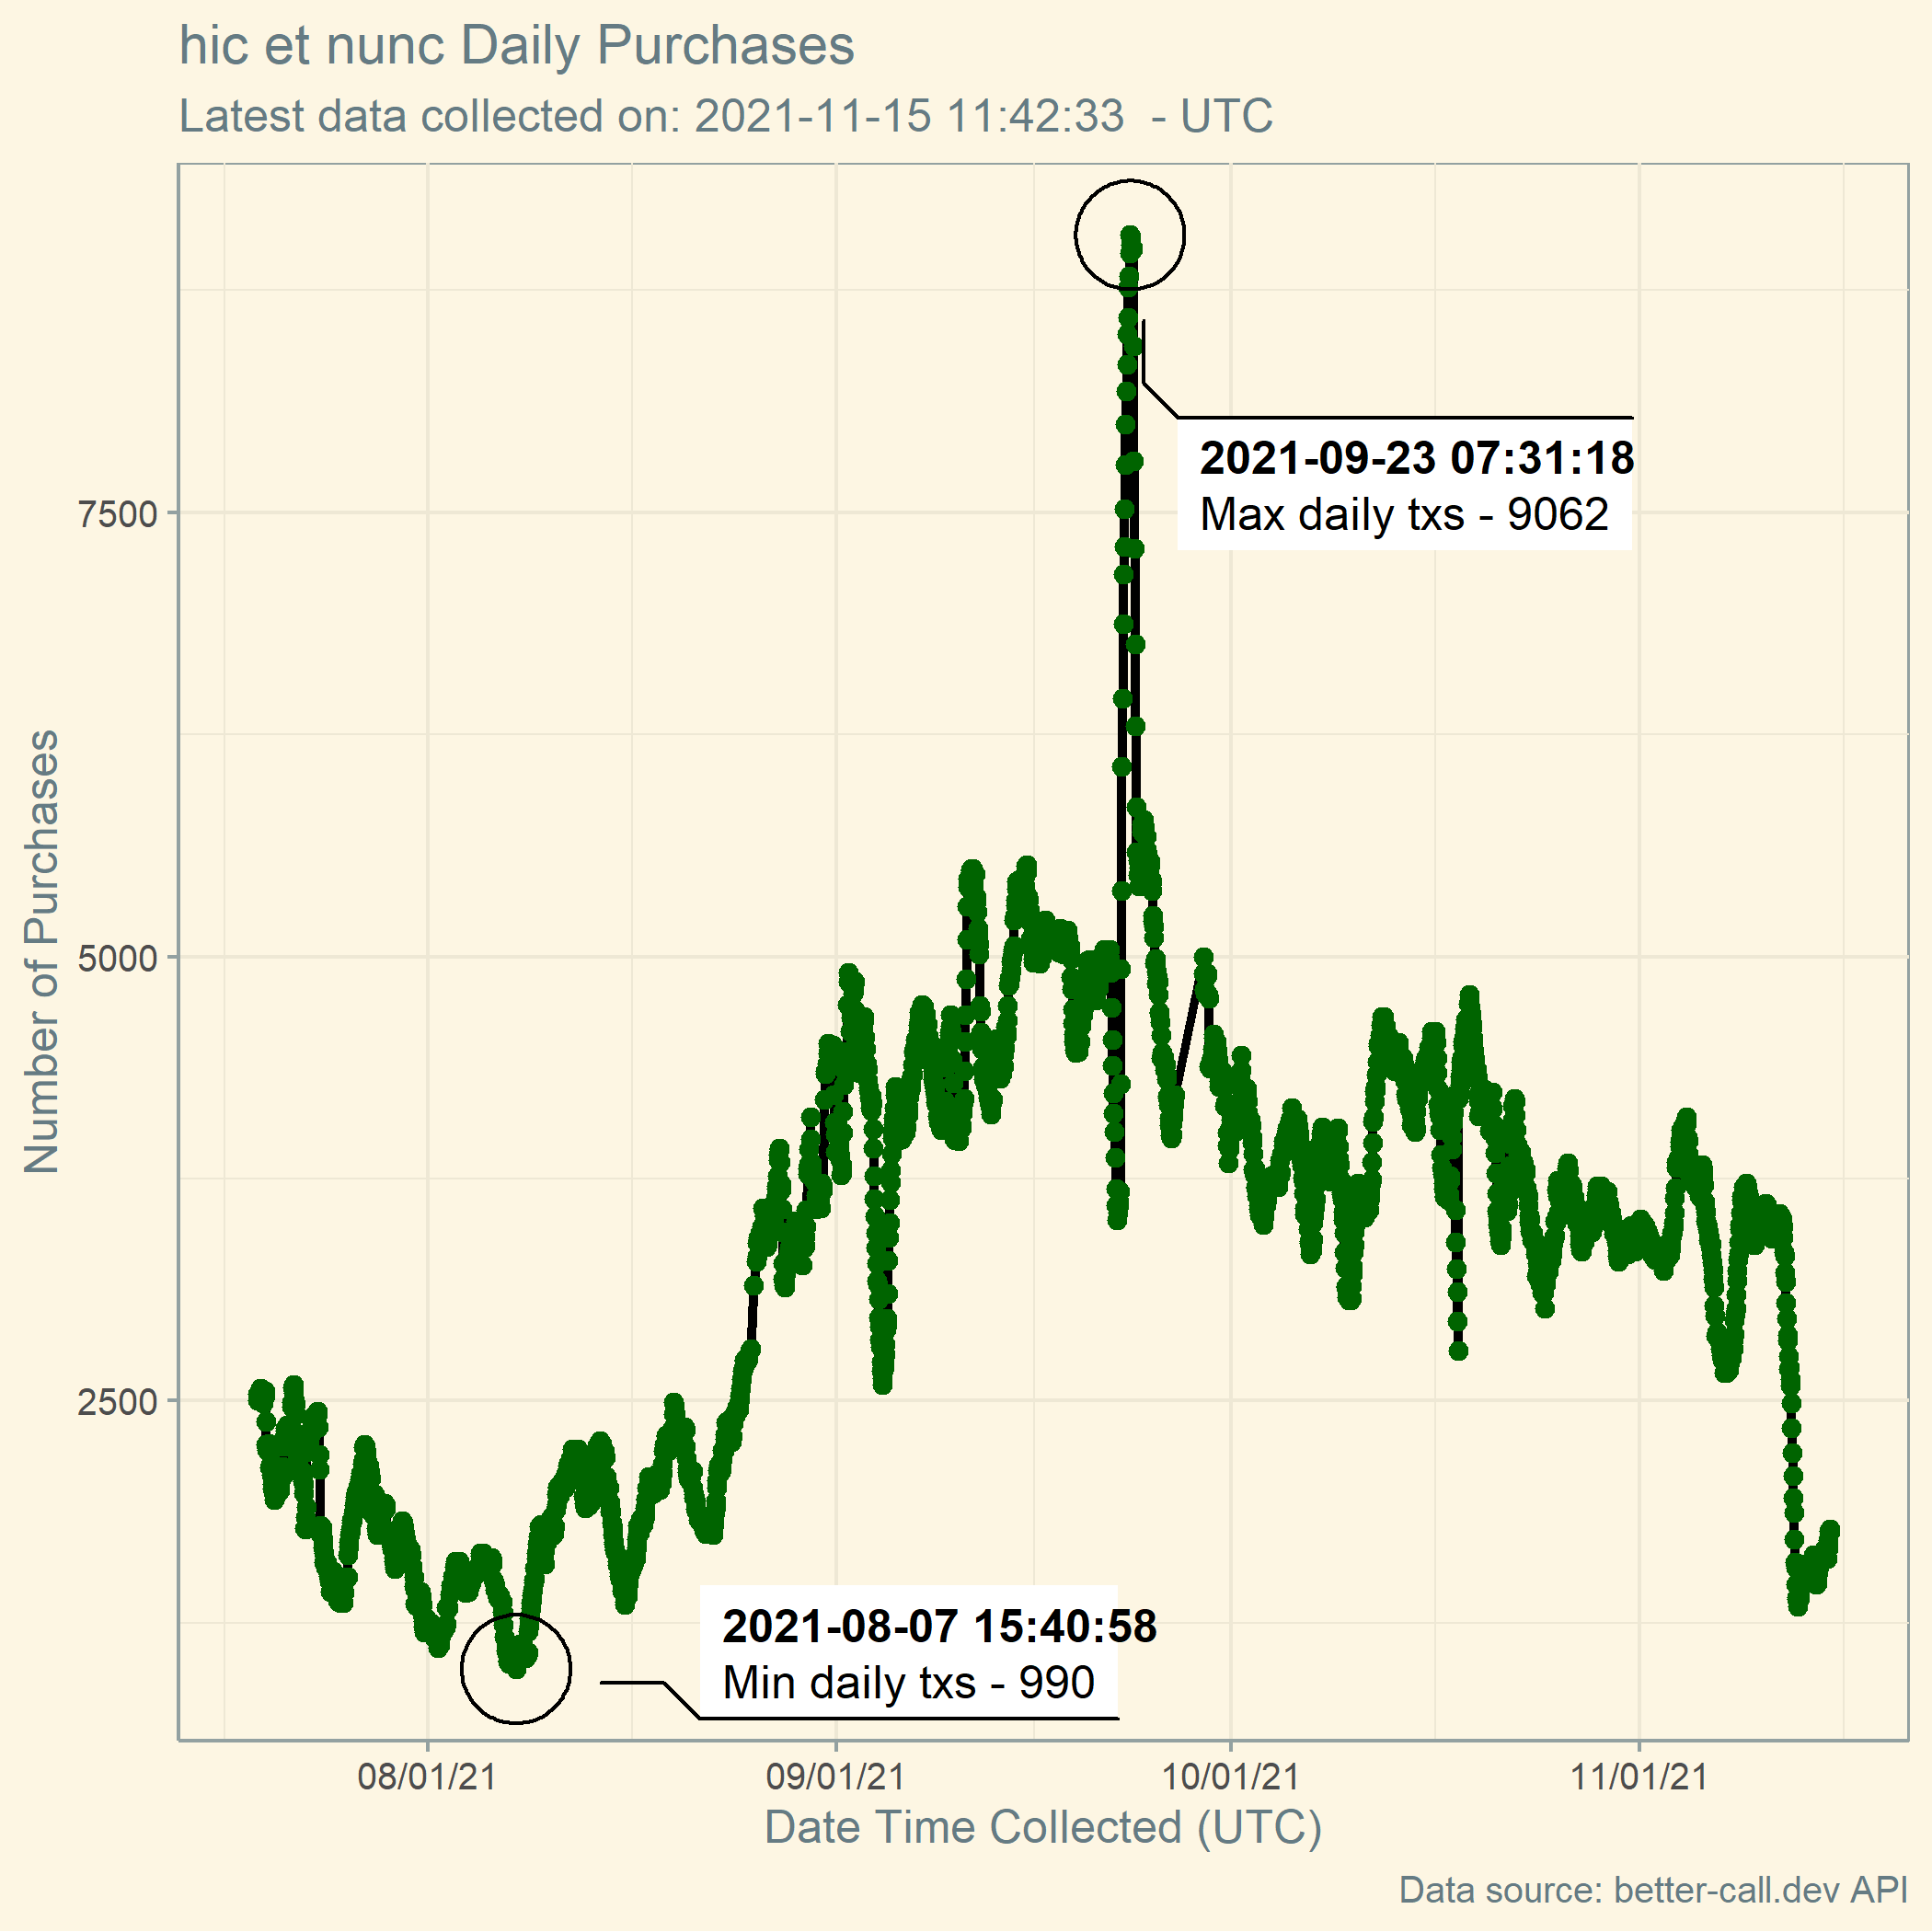 hic et nunc Daily Purchases
Latest data collected on: 2021-11-15 11:42:33  - UTC
2021-09-23 07:31:18
Max daily txs - 9062
7500
5000
2500
Number of Purchases
2021-08-07 15:40:58
Min daily txs - 990
08/01/21
09/01/21
10/01/21
11/01/21
Date Time Collected (UTC)
Data source: better-call.dev API